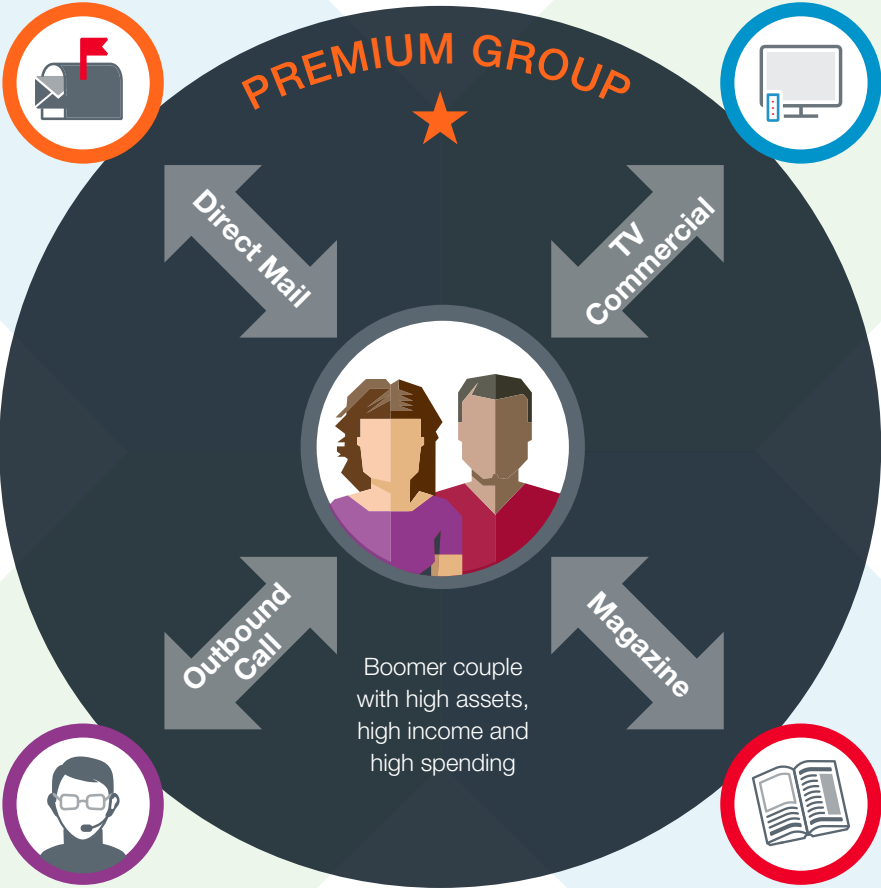 PREMIUM GROUP
Direct Mail
TV
Commercial
Outbound
Call
Magazine
Boomer couple
with high assets,
high income and
high spending